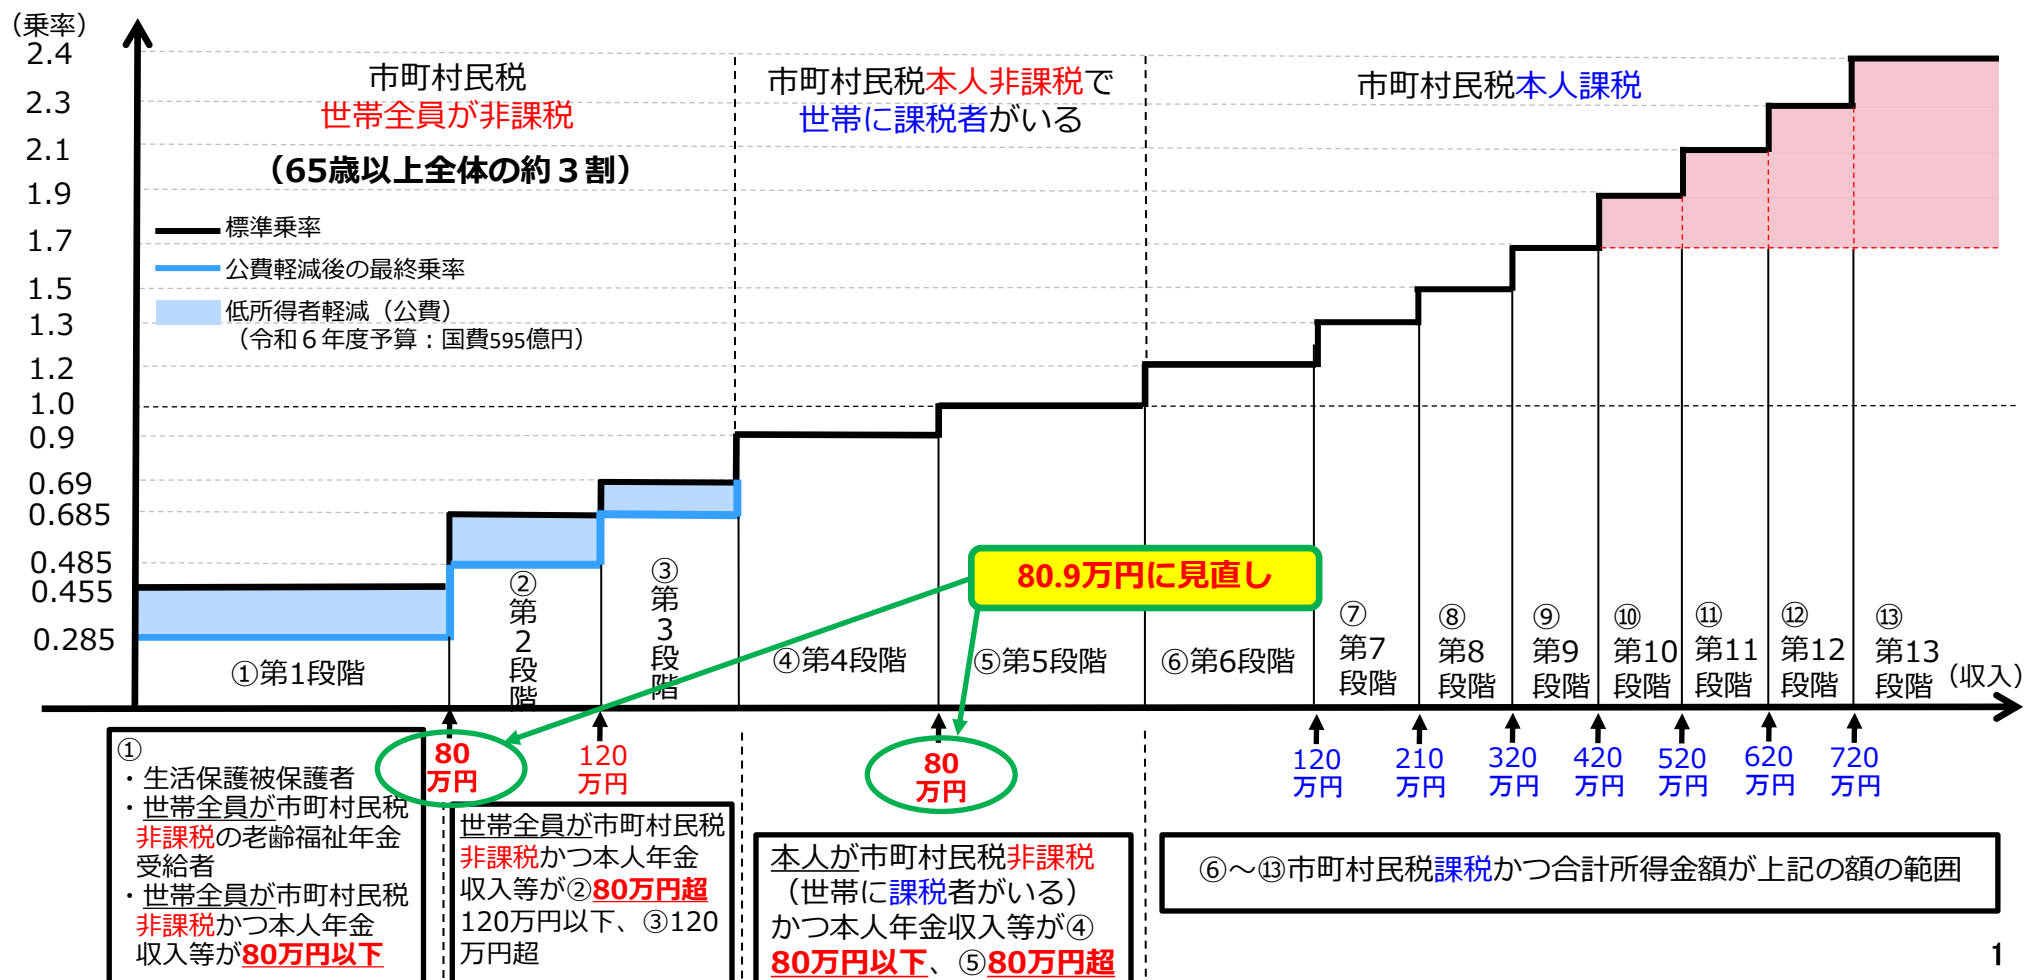 （乗率）
2.4
2.3
2.1
1.9
1.7
1.5
1.3
1.2
1.0
0.9
0.69
0.685
0.485
0.455
0.285
市町村民税
世帯全員が非課税
（65歳以上全体の約３割）
市町村民税本人非課税で
世帯に課税者がいる
市町村民税本人課税
標準乗率
公費軽減後の最終乗率
低所得者軽減（公費）
（令和６年度予算：国費595億円）
80.9万円に見直し
①第1段階
②第2段階
③第3段階
④第4段階
⑤第5段階
⑥第6段階
⑦
第7
段階
⑧
第8
段階
⑨
第9
段階
⑩
第10
段階
⑪
第11
段階
⑫
第12
段階
⑬
第13
段階
（収入）
80
万円
120
万円
80
万円
120
万円
210
万円
320
万円
420
万円
520
万円
620
万円
720
万円
①
・生活保護被保護者
・世帯全員が市町村民税
非課税の老齢福祉年金
受給者
・世帯全員が市町村民税
非課税かつ本人年金
収入等が80万円以下
世帯全員が市町村民税
非課税かつ本人年金
収入等が②80万円超
120万円以下、③120
万円超
本人が市町村民税非課税
（世帯に課税者がいる）
かつ本人年金収入等が④
80万円以下、⑤80万円超
⑥～⑬市町村民税課税かつ合計所得金額が上記の額の範囲
1